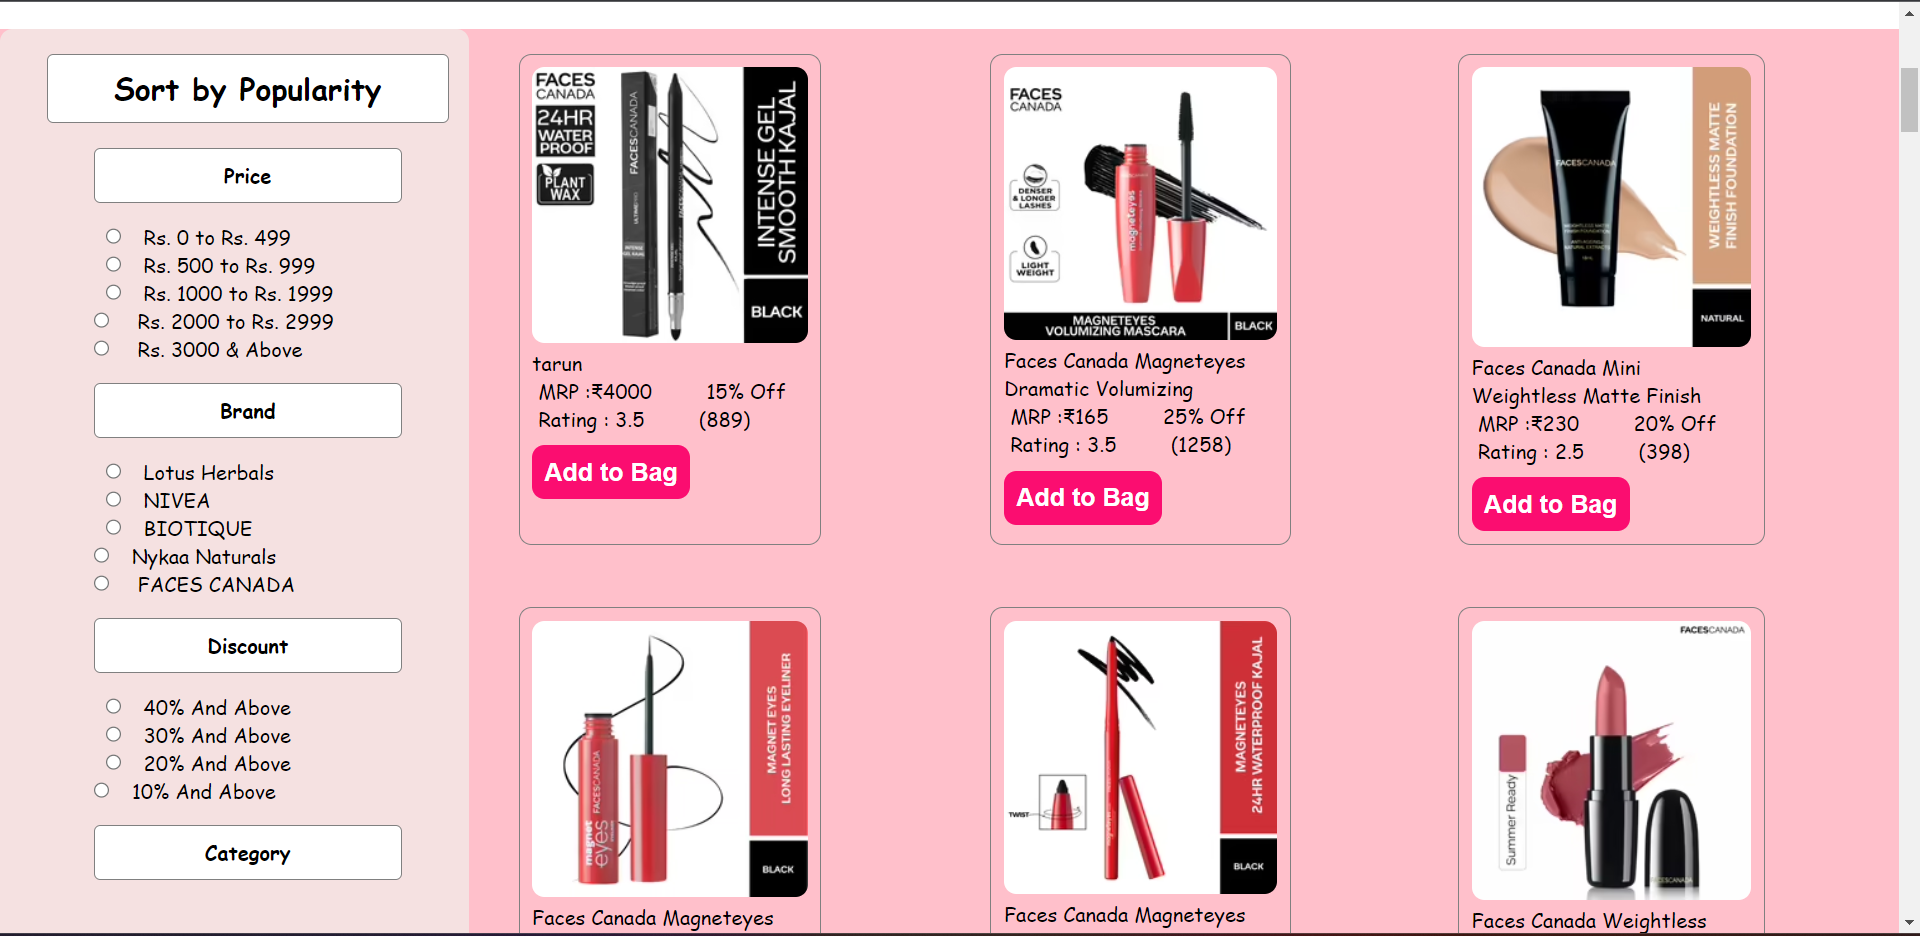 Sort by Popularity
Price
Rs. 0 to Rs. 499
Rs. 500 to Rs. 999
Rs. 1000 to Rs. 1999
Rs. 2000 to Rs. 2999
Rs. 3000 & Above
Brand
Lotus Herbals
NIVEA
BIOTIQUE
Nykaa Naturals
FACES CANADA
Discount
40% And Above
30% And Above
20% And Above
10% And Above
Category
FACES
CANADA
24HR
WATER
PROOF
PLANT
WAX
FACESCANADA
INTENSE GEL
SMOOTH KAJAL
BLACK
tarun
MRP :₹4000 15% Off
Rating : 3.5 (889)
Add to Bag
FACES
CANADA
DENSER
& LONGER
LASHES
LIGHT
WEIGHT
magneteyes
MAGNETEYES
VOLUMIZING MASCARA
BLACK
Faces Canada Magneteyes
Dramatic Volumizing
MRP :₹165 25% Off
Rating : 3.5 (1258)
Add to Bag
FACESCANADA
WEIGHTLESS MATTE
FINISH FOUNDATION
NATURAL
Faces Canada Mini
Weightless Matte Finish
MRP :₹230 20% Off
Rating : 2.5 (398)
Add to Bag
magnet
eyes
FACESCANADA
MAGNET EYES
LONG LASTING EYELINER
BLACK
Faces Canada Magneteyes
TWIST
MAGNETEYES
24HR WATERPROOF KAJAL
BLACK
Faces Canada Magneteyes
FACESCANADA
Summer Ready
FACESCANADA
Faces Canada Weightless